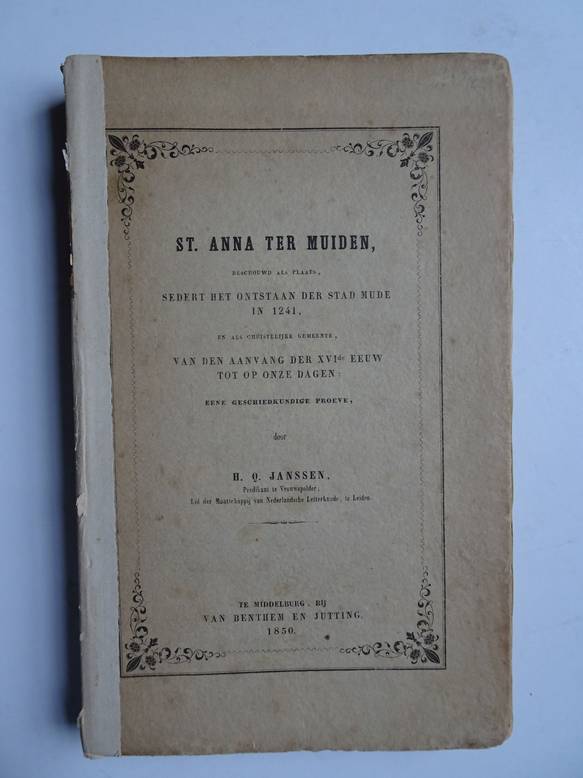 ST. ANNA TER MUIDEN,
BESCHOUWD ALS PLAATS,
SEDERT HET ONTSTAAN DER STAD MUDE
IN 1241,
EN ALS CHRISTELIJKE GEMEENTE,
VAN DEN AANVANG DER XVIde EEUW
TOT OP ONZE DAGEN:
EENE GESCHIEDKUNDIGE PROEVE,
door
H. Q. JANSSEN,
Predikant te Vrouwepolder;
Lid der Maatschappij van Nederlandsche Letterkunde, te Leiden.
TE MIDDELBURG, BIJ
VAN BENTHEM EN JUTTING.
1850.